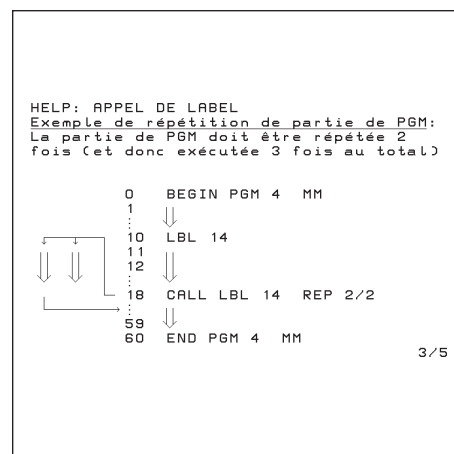 HELP: APPEL DE LABEL
Exemple de répétition de partie de PGM:
La partie de PGM doit être répétée 2
fois (et donc exécutée 3 fois au total)
0 BEGIN PGM 4 MM
1
:
10 LBL 14
11
12
:
18 CALL LBL 14 REP 2/2
:
59
60 END PGM 4 MM
3/5